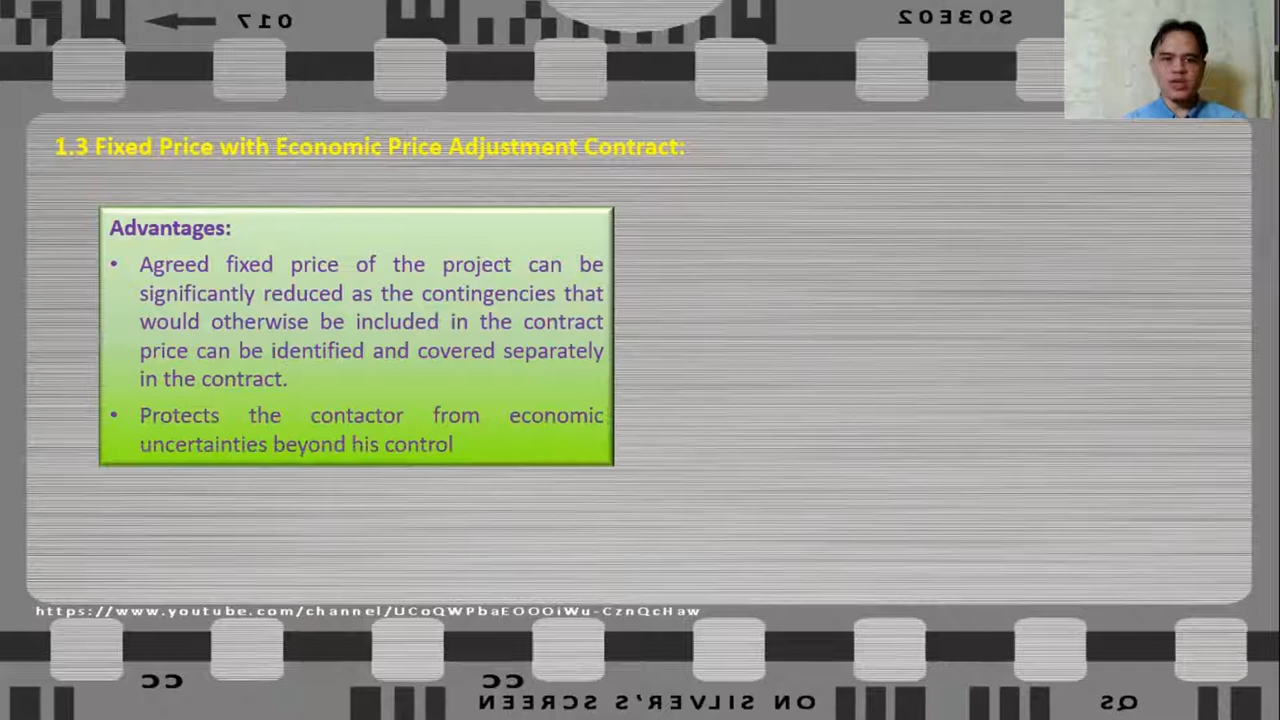 017
S03E02
1.3 Fixed Price with Economic Price Adjustment Contract:
Advantages:
• Agreed fixed price of the project can be
significantly reduced as the contingencies that
would otherwise be included in the contract
price can be identified and covered separately
in the contract.
• Protects the contactor from economic
uncertainties beyond his control
https://www.youtube.com/channel/UCoQWPbaEOOOiWu-CznQcHaw
CC
CC
ON SILVER'S SCREEN
QS